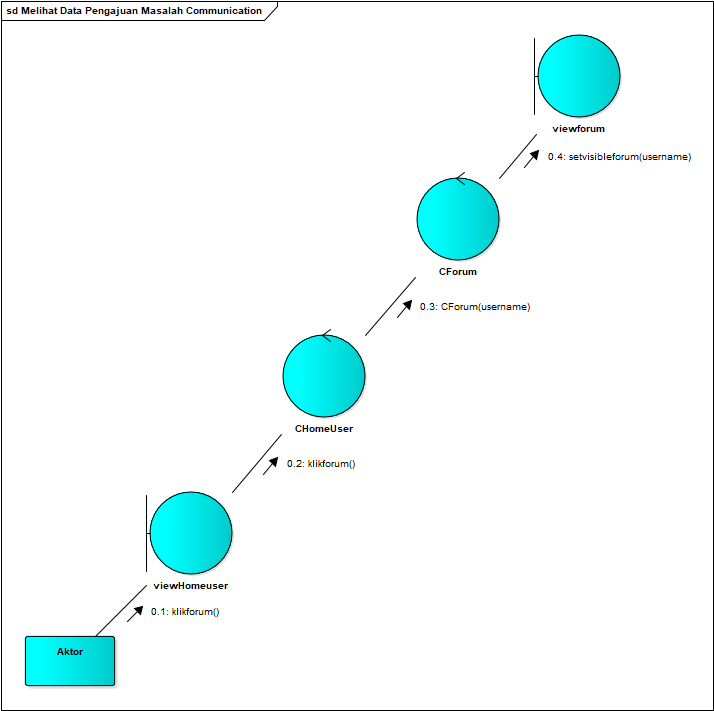 sd Melihat Data Pengajuan Masalah Communication
viewforum
0.4: setvisibleforum(username)
CForum
0.3: CForum(username)
CHomeUser
0.2: klikforum()
viewHomeuser
0.1: klikforum()
Aktor